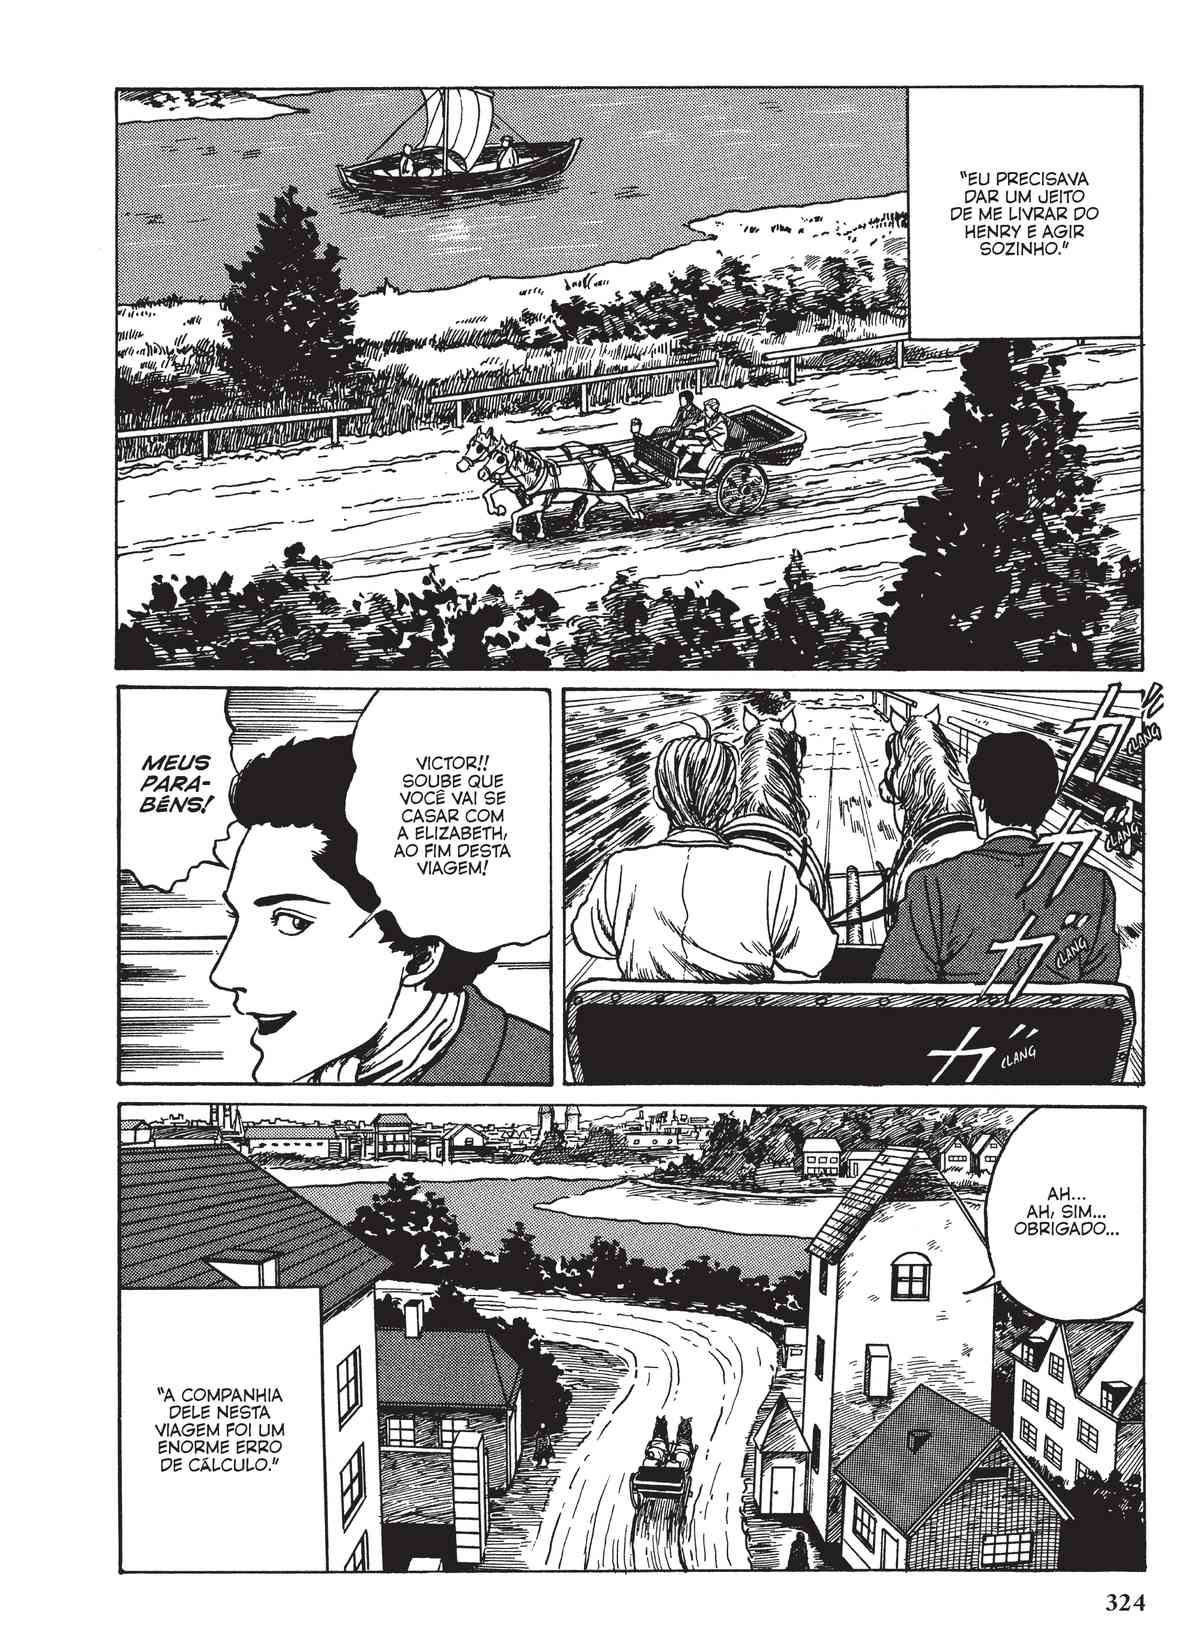 "EU PRECISAVA
DAR UM JEITO
DE ME LIVRAR DO
HENRY E AGIR
SOZINHO."
MEUS
PARA-
BÉNS!
VICTOR!!
SOUBE QUE
VOCÊ VAI SE
CASAR COM
A ELIZABETH,
AO FIM DESTA
VIAGEM!
ガ
CLANG
ガ
CLANG
ガ
CLANG
ガ
CLANG
AH...
AH, SIM...
OBRIGADO...
"A COMPANHIA
DELE NESTA
VIAGEM FOI UM
ENORME ERRO
DE CÁLCULO."
324